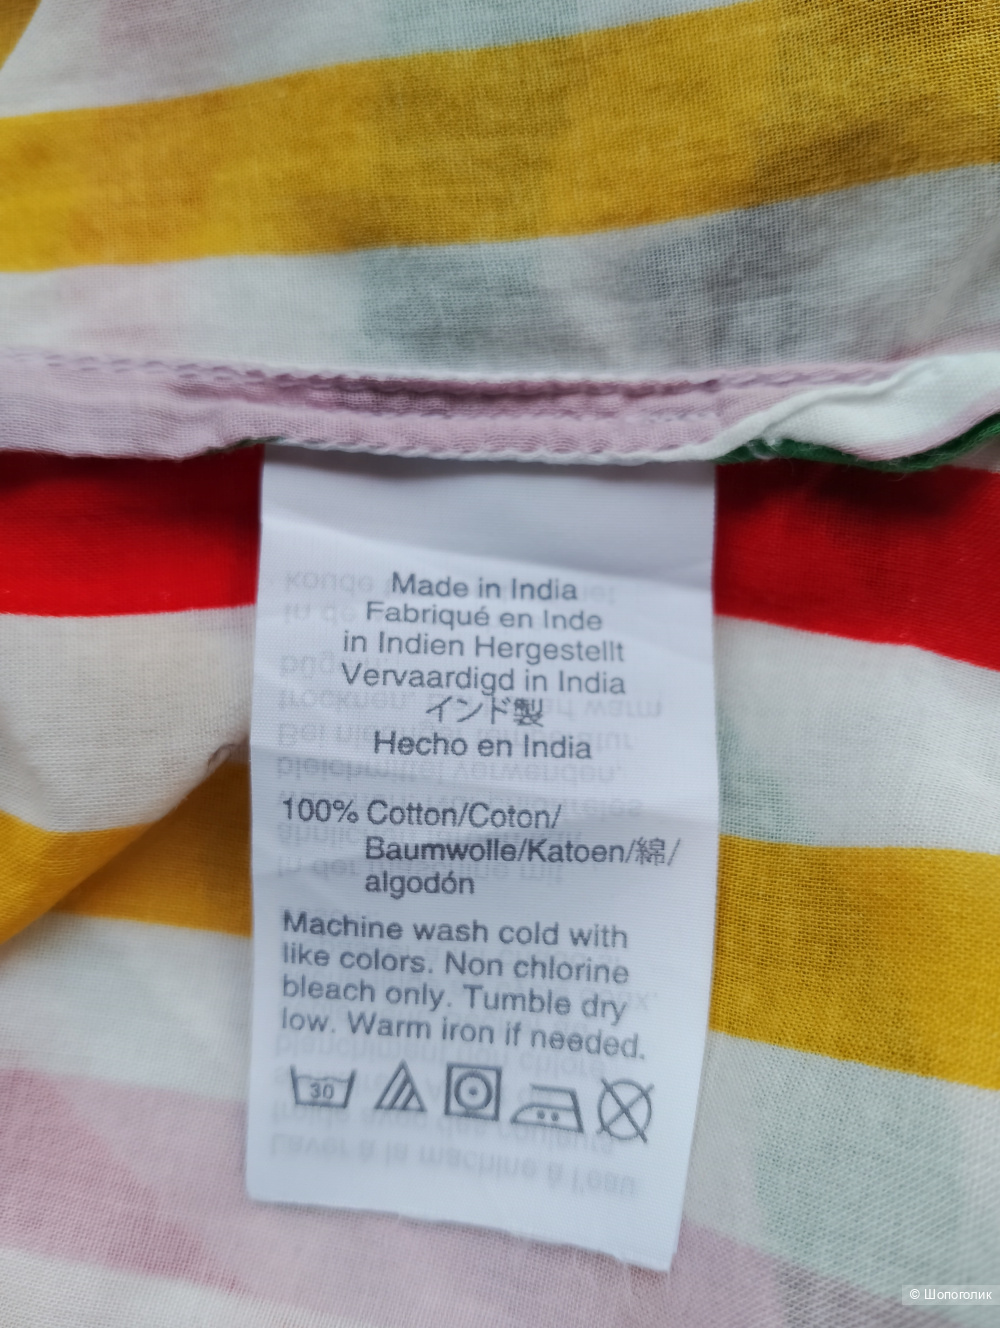 Made in India
Fabriqué en Inde
in Indien Hergestellt
Vervaardigd in India
インド製
Hecho en India
100% Cotton/Coton/
Baumwolle/Katoen/綿/
algodón
Machine wash cold with
like colors. Non chlorine
bleach only. Tumble dry
low. Warm iron if needed.
30
© Шопоголик